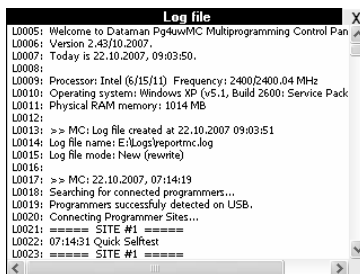 Log file X
L0005: Welcome to Dataman Pg4uwMC Multiprogramming Control Pan
L0006: Version 2.43/10.2007.
L0007: Today is 22.10.2007, 09:03:50.
L0008:
L0009: Processor: Intel (6/15/11) Frequency: 2400/2400.04 MHz
L0010: Operating system: Windows XP (v5.1, Build 2600: Service Pack
L0011: Physical RAM memory: 1014 MB
L0012:
L0013: >> MC: Log file created at 22.10.2007 09:03:51
L0014: Log file name: E:\Logs\reportmc.log
L0015: Log file mode: New (rewrite)
L0016:
L0017: >> MC: 22.10.2007, 07:14:19
L0018: Searching for connected programmers...
L0019: Programmers successfully detected on USB.
L0020: Connecting Programmer Sites...
L0021: ===== SITE #1 =====
L0022: 07:14:31 Quick Selftest
L0023: ===== SITE #1 =====